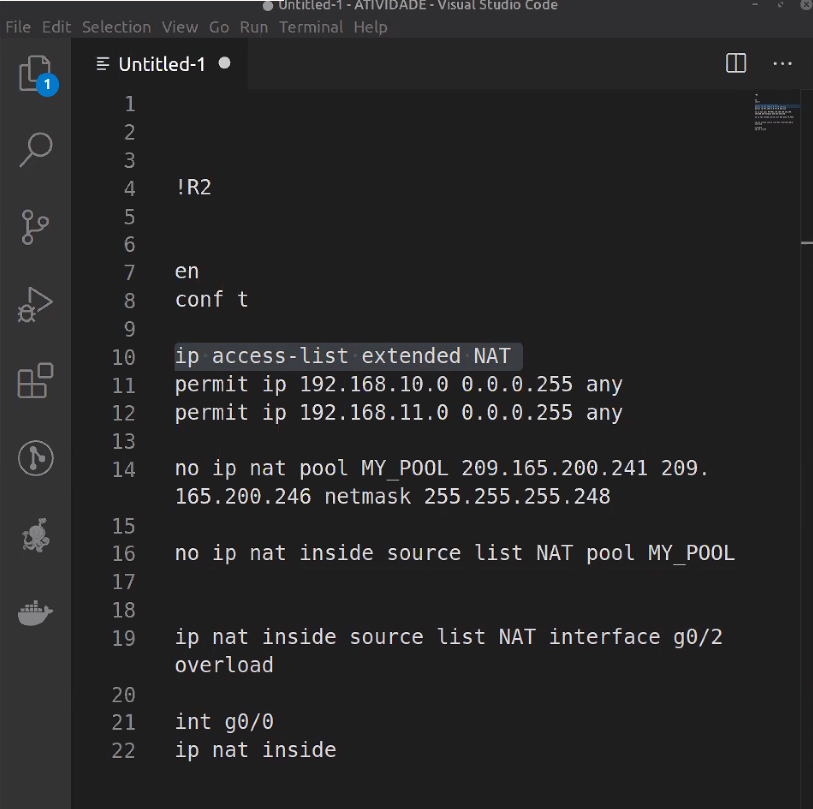 Untitled-1 - ATIVIDADE - Visual Studio Code
File Edit Selection View Go Run Terminal Help
Untitled-1
1
1
2
3
4 !R2
5
6
7 en
8 conf t
9
10 ip access-list extended NAT
11 permit ip 192.168.10.0 0.0.0.255 any
12 permit ip 192.168.11.0 0.0.0.255 any
13
14 no ip nat pool MY_POOL 209.165.200.241 209.
165.200.246 netmask 255.255.255.248
15
16 no ip nat inside source list NAT pool MY_POOL
17
18
19 ip nat inside source list NAT interface g0/2
overload
20
21 int g0/0
22 ip nat inside